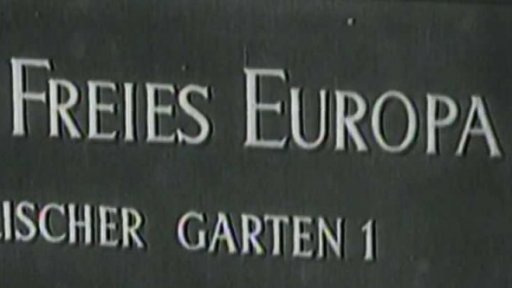 FREIES EUROPA
ISCHER GARTEN 1